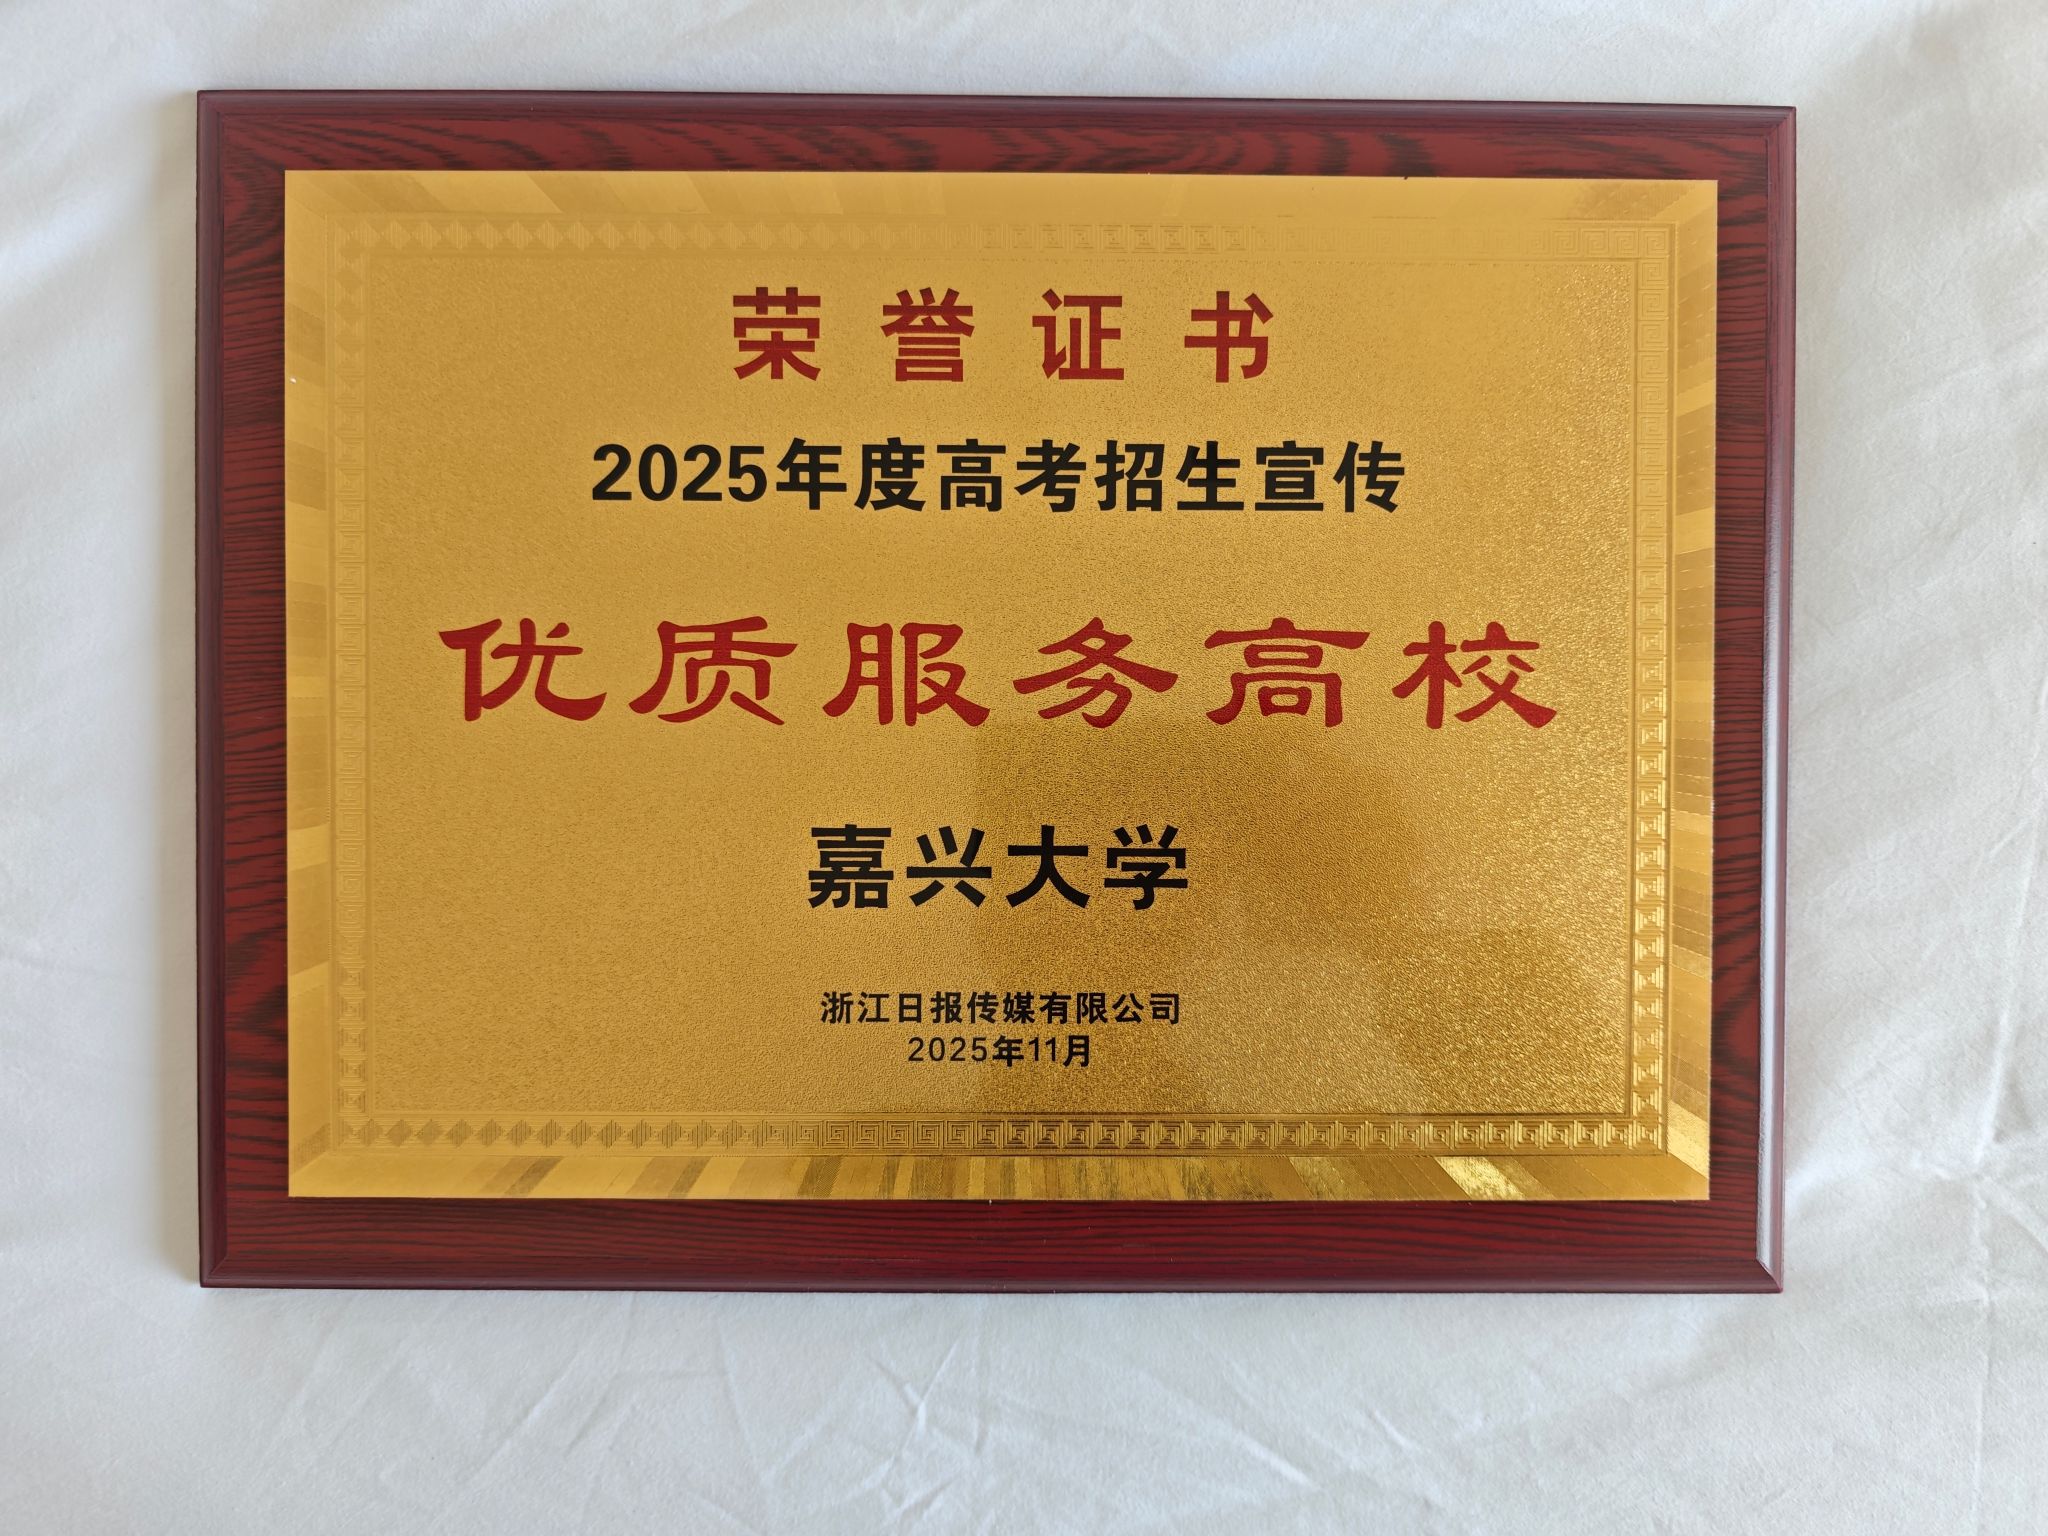 荣誉证书
2025年度高考招生宣传
优质服务高校
嘉兴大学
浙江日报传媒有限公司
2025年11月